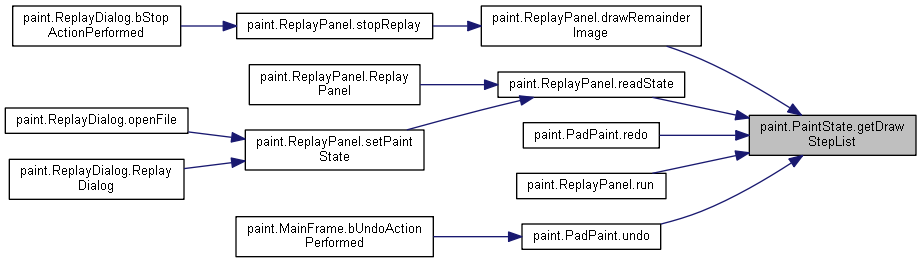 paint.ReplayDialog.bStop
ActionPerformed
paint.ReplayPanel.stopReplay
paint.ReplayPanel.drawRemainder
Image
paint.ReplayPanel.Replay
Panel
paint.ReplayPanel.readState
paint.ReplayDialog.openFile
paint.ReplayPanel.setPaint
State
paint.ReplayDialog.Replay
Dialog
paint.PadPaint.redo
paint.ReplayPanel.run
paint.MainFrame.bUndoAction
Performed
paint.PadPaint.undo
paint.PaintState.getDraw
StepList